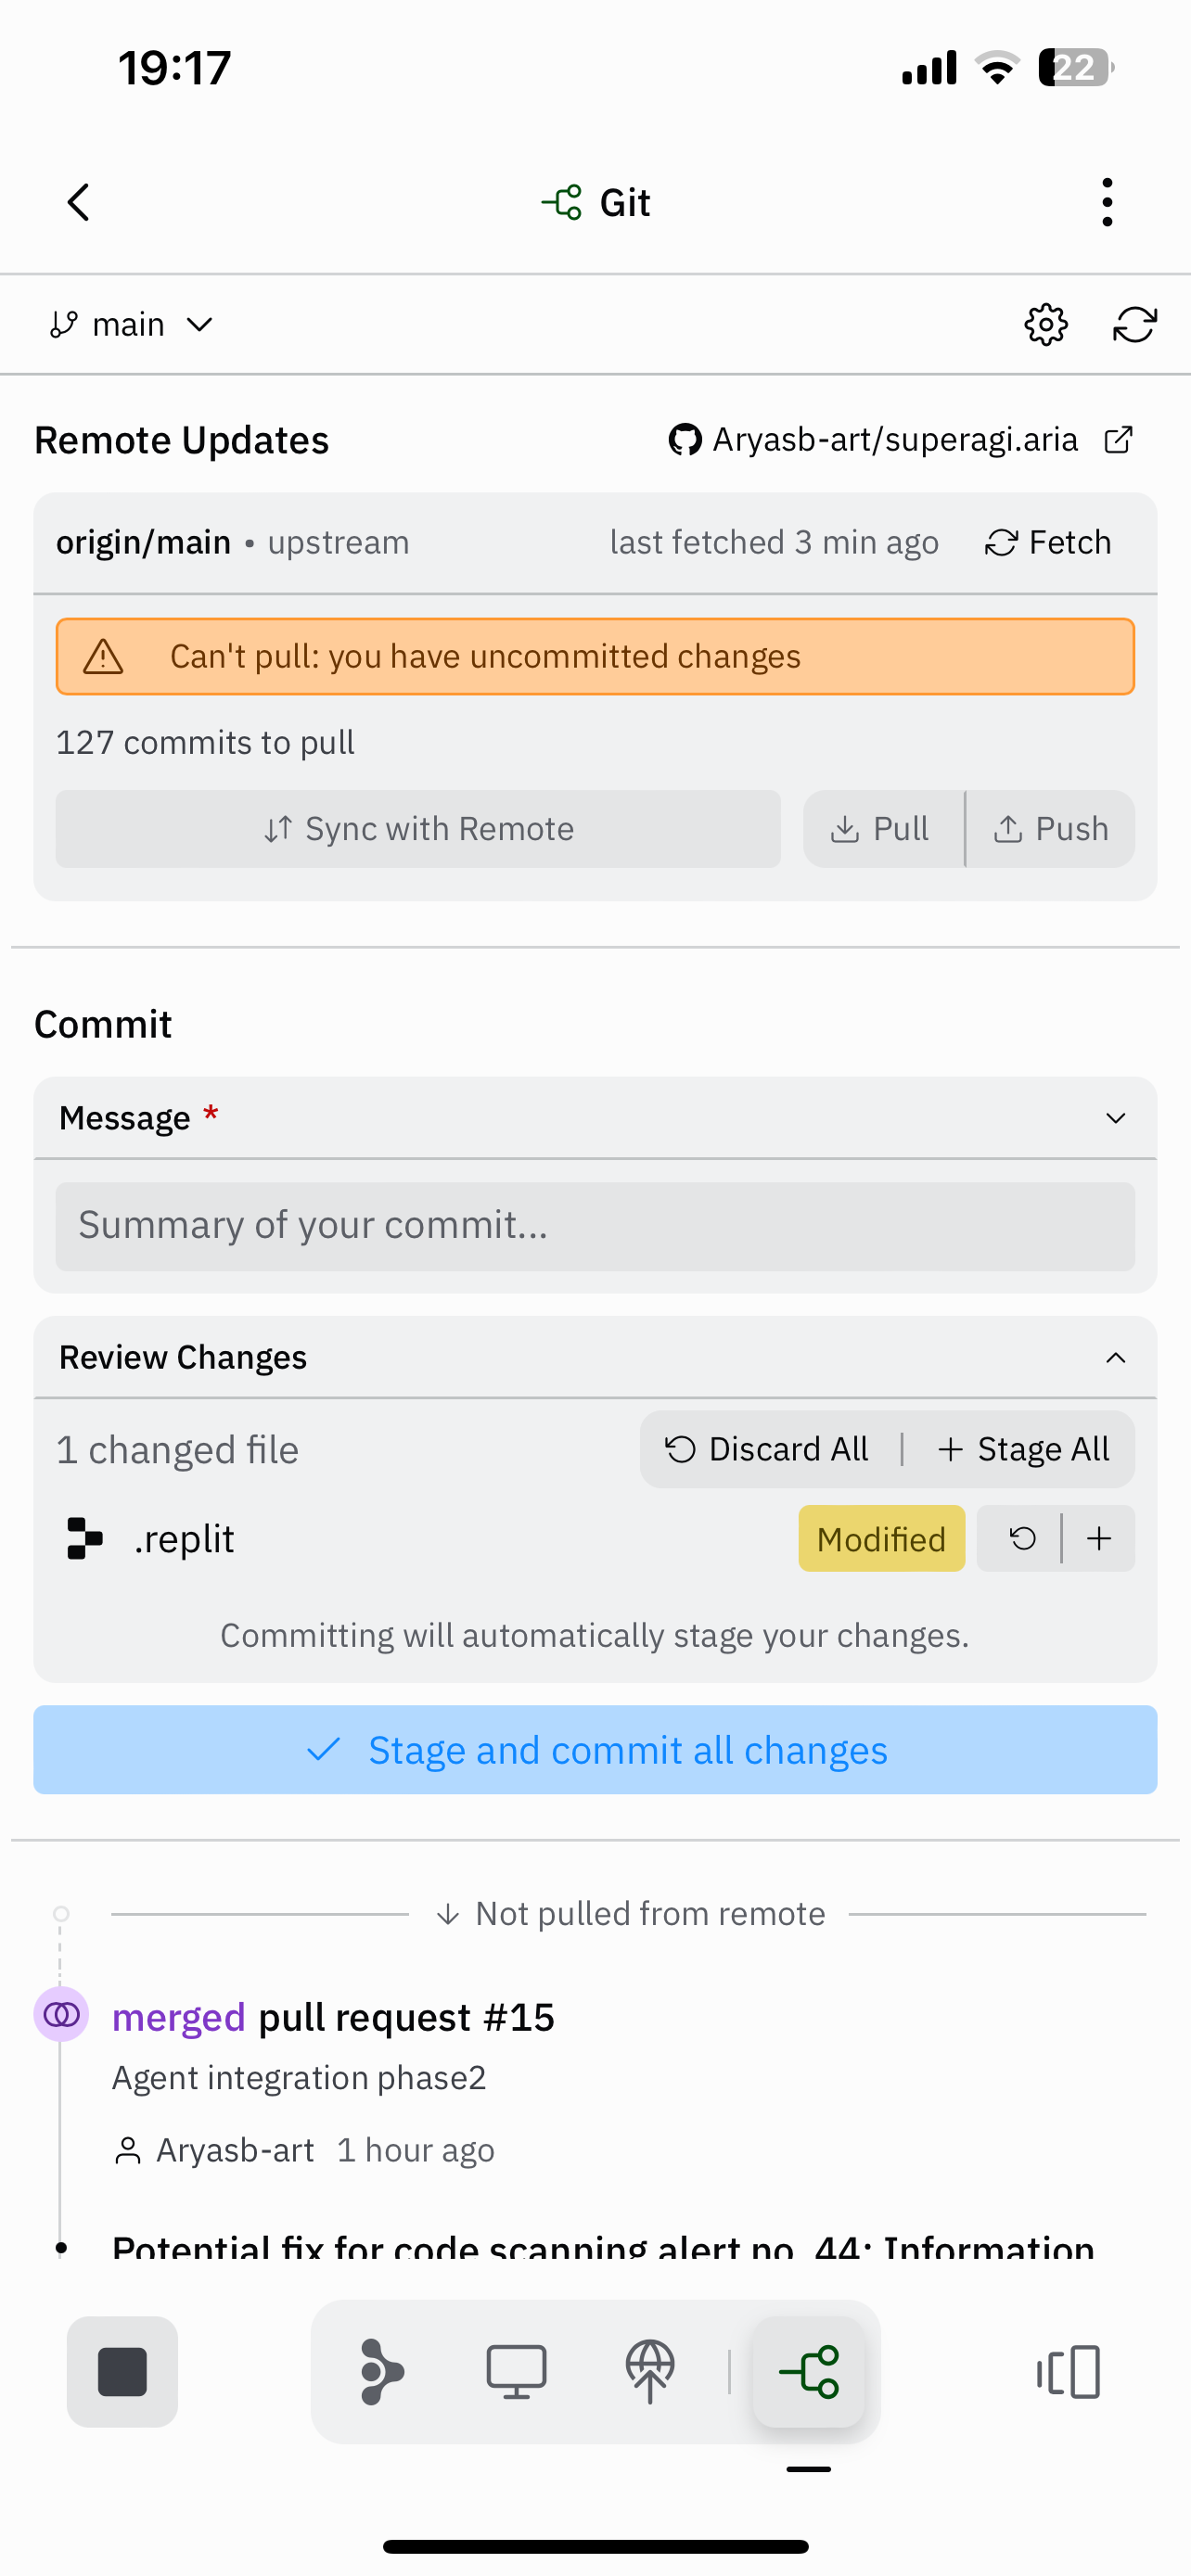 19:17
22
Git
main
Remote Updates
Aryasb-art/superagi.aria
origin/main • upstream
last fetched 3 min ago
Fetch
Can't pull: you have uncommitted changes
127 commits to pull
Sync with Remote
Pull
Push
Commit
Message *
Summary of your commit...
Review Changes
1 changed file
Discard All
Stage All
.replit
Modified
Committing will automatically stage your changes.
Stage and commit all changes
Not pulled from remote
merged pull request #15
Agent integration phase2
Aryasb-art 1 hour ago
Potential fix for code scanning alert no. 44: Information